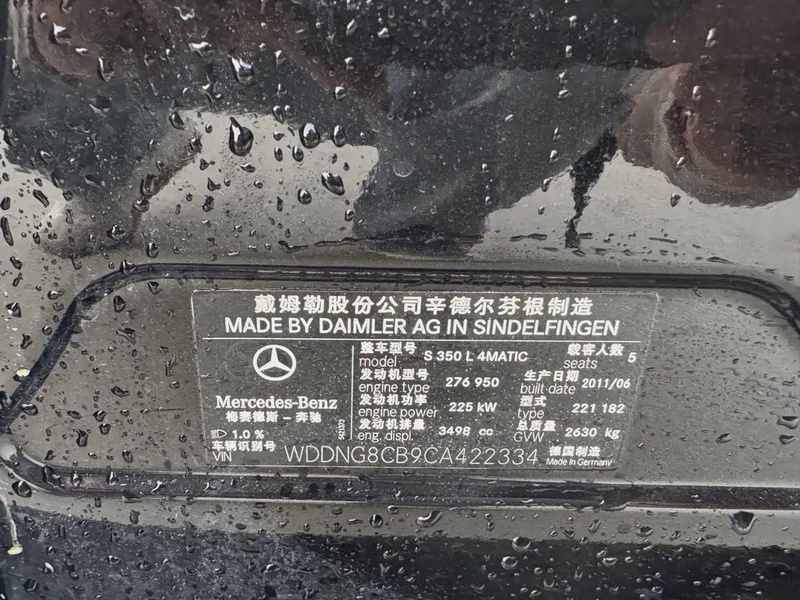 戴姆勒股份公司辛德尔芬根制造
MADE BY DAIMLER AG IN SINDELFINGEN
整车型号 model S 350 L 4MATIC 载客人数 seats 5
发动机型号 engine type 276 950 生产日期 built date 2011/06
Mercedes-Benz
梅赛德斯 - 奔驰
发动机功率 engine power 225 kW 型式 type 221 182
1.0 %
发动机排量 eng. displ. 3498 cc 总质量 GVW 2630 kg
车辆识别号 VIN WDDNG8CB9CA422334 德国制造 Made in Germany